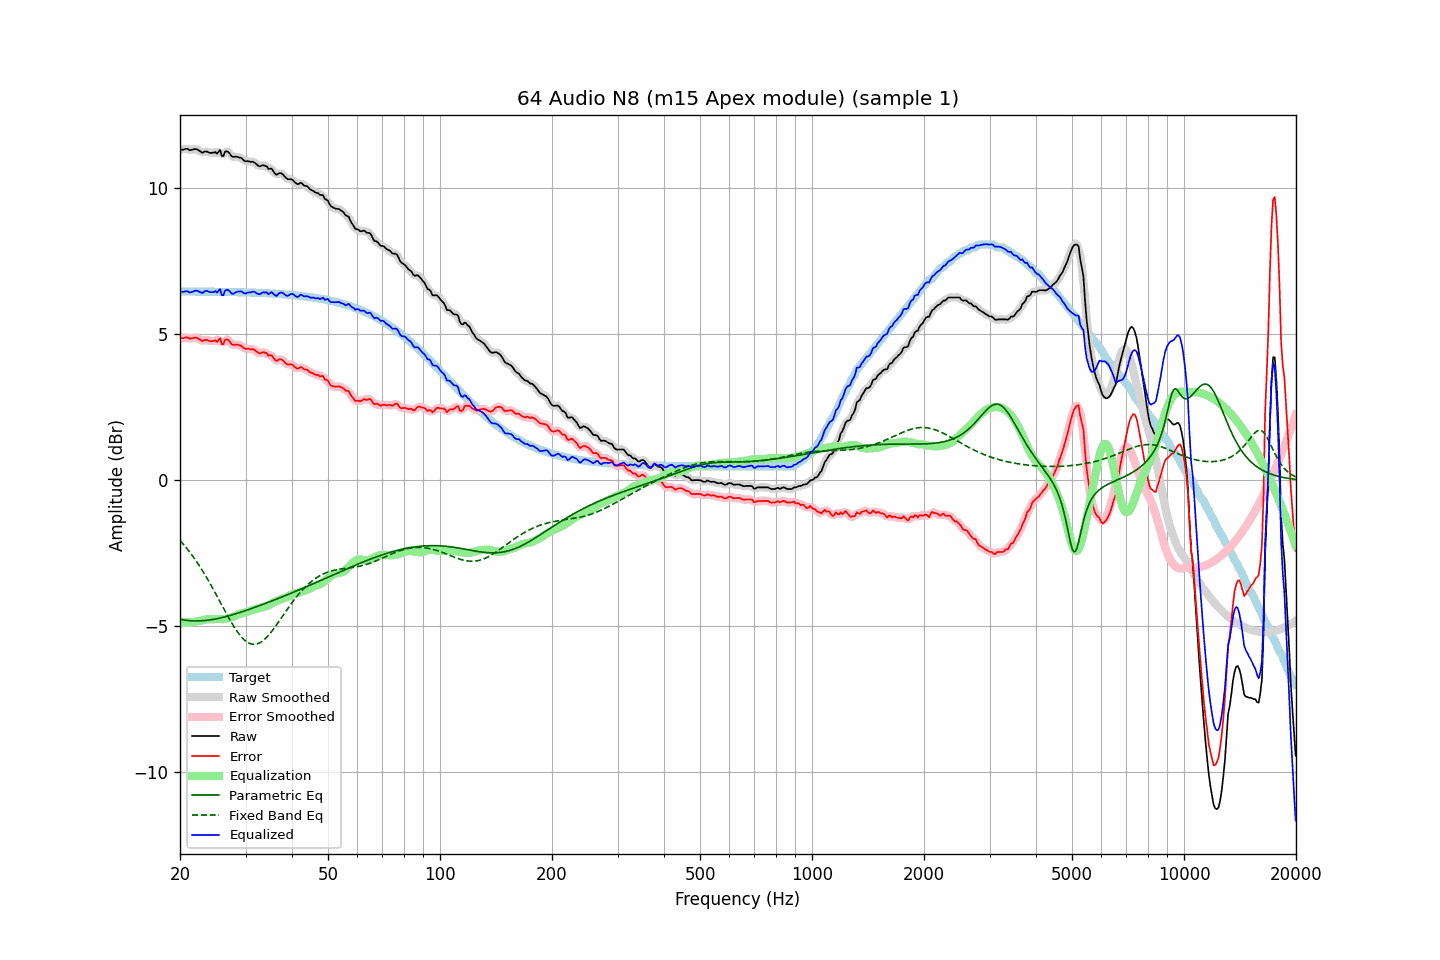 64 Audio N8 (m15 Apex module) (sample 1)
Amplitude (dBr)
10
5
0
−5
−10
Target
Raw Smoothed
Error Smoothed
Raw
Error
Equalization
Parametric Eq
Fixed Band Eq
Equalized
20 50 100 200 500 1000 2000 5000 10000 20000
Frequency (Hz)